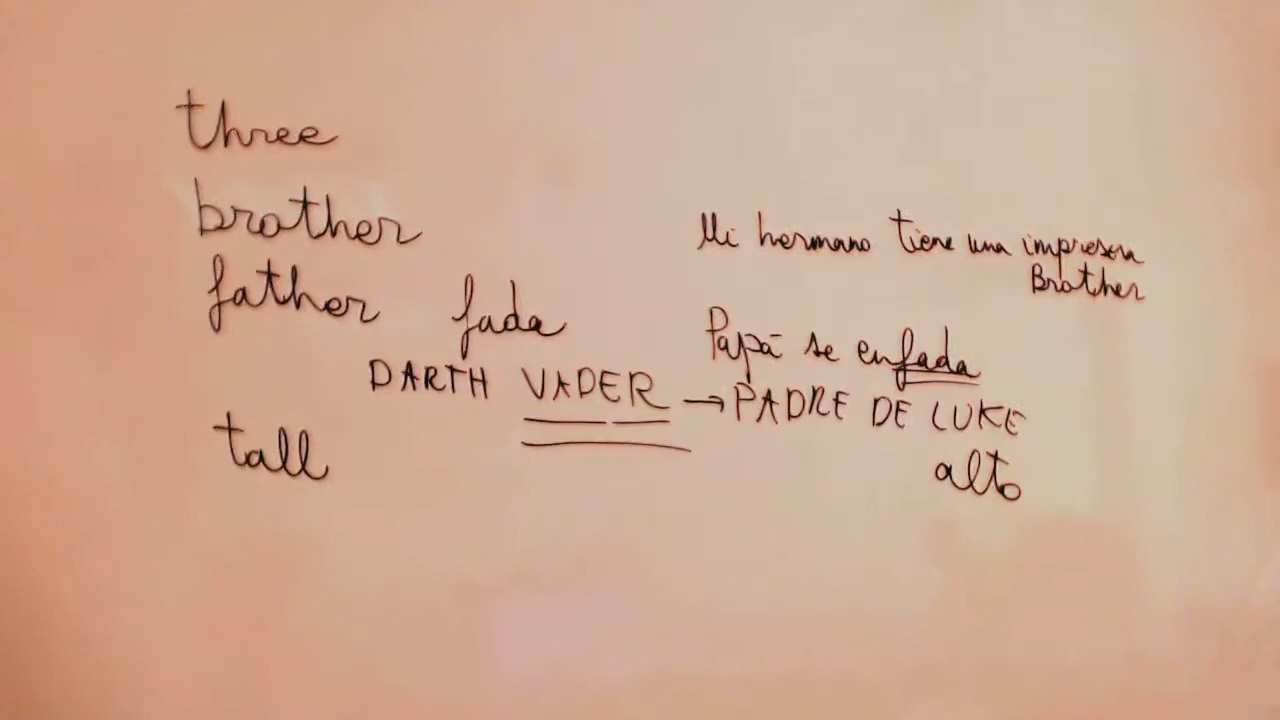 three
brother
Mi hermano tiene una impresora
Brother
father fada
Papá se enfada
DARTH VADER → PADRE DE LUKE
tall
alto